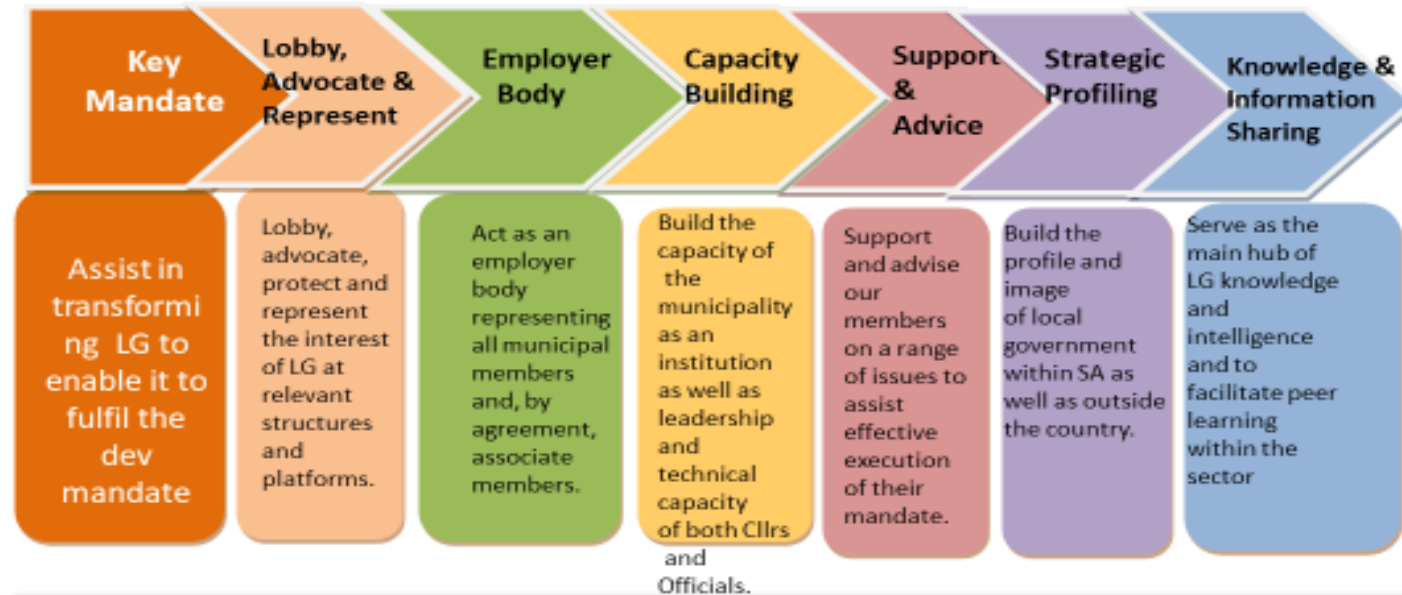 Key
Mandate
Lobby,
Advocate &
Represent
Employer
Body
Capacity
Building
Support
&
Advice
Strategic
Profiling
Knowledge &
Information
Sharing
Assist in
transformi
ng LG to
enable it to
fulfil the
dev
mandate
Lobby,
advocate,
protect and
represent
the interest
of LG at
relevant
structures
and
platforms.
Act as an
employer
body
representing
all municipal
members
and, by
agreement,
associate
members.
Build the
capacity of
the
municipality
as an
institution
as well as
leadership
and
technical
capacity
of both Cllrs
and
Officials.
Support
and advise
our
members
on a range
of issues to
assist
effective
execution
of their
mandate.
Build the
profile and
image
of local
government
within SA as
well as outside
the country.
Serve as the
main hub of
LG knowledge
and
intelligence
and to
facilitate peer
learning
within the
sector